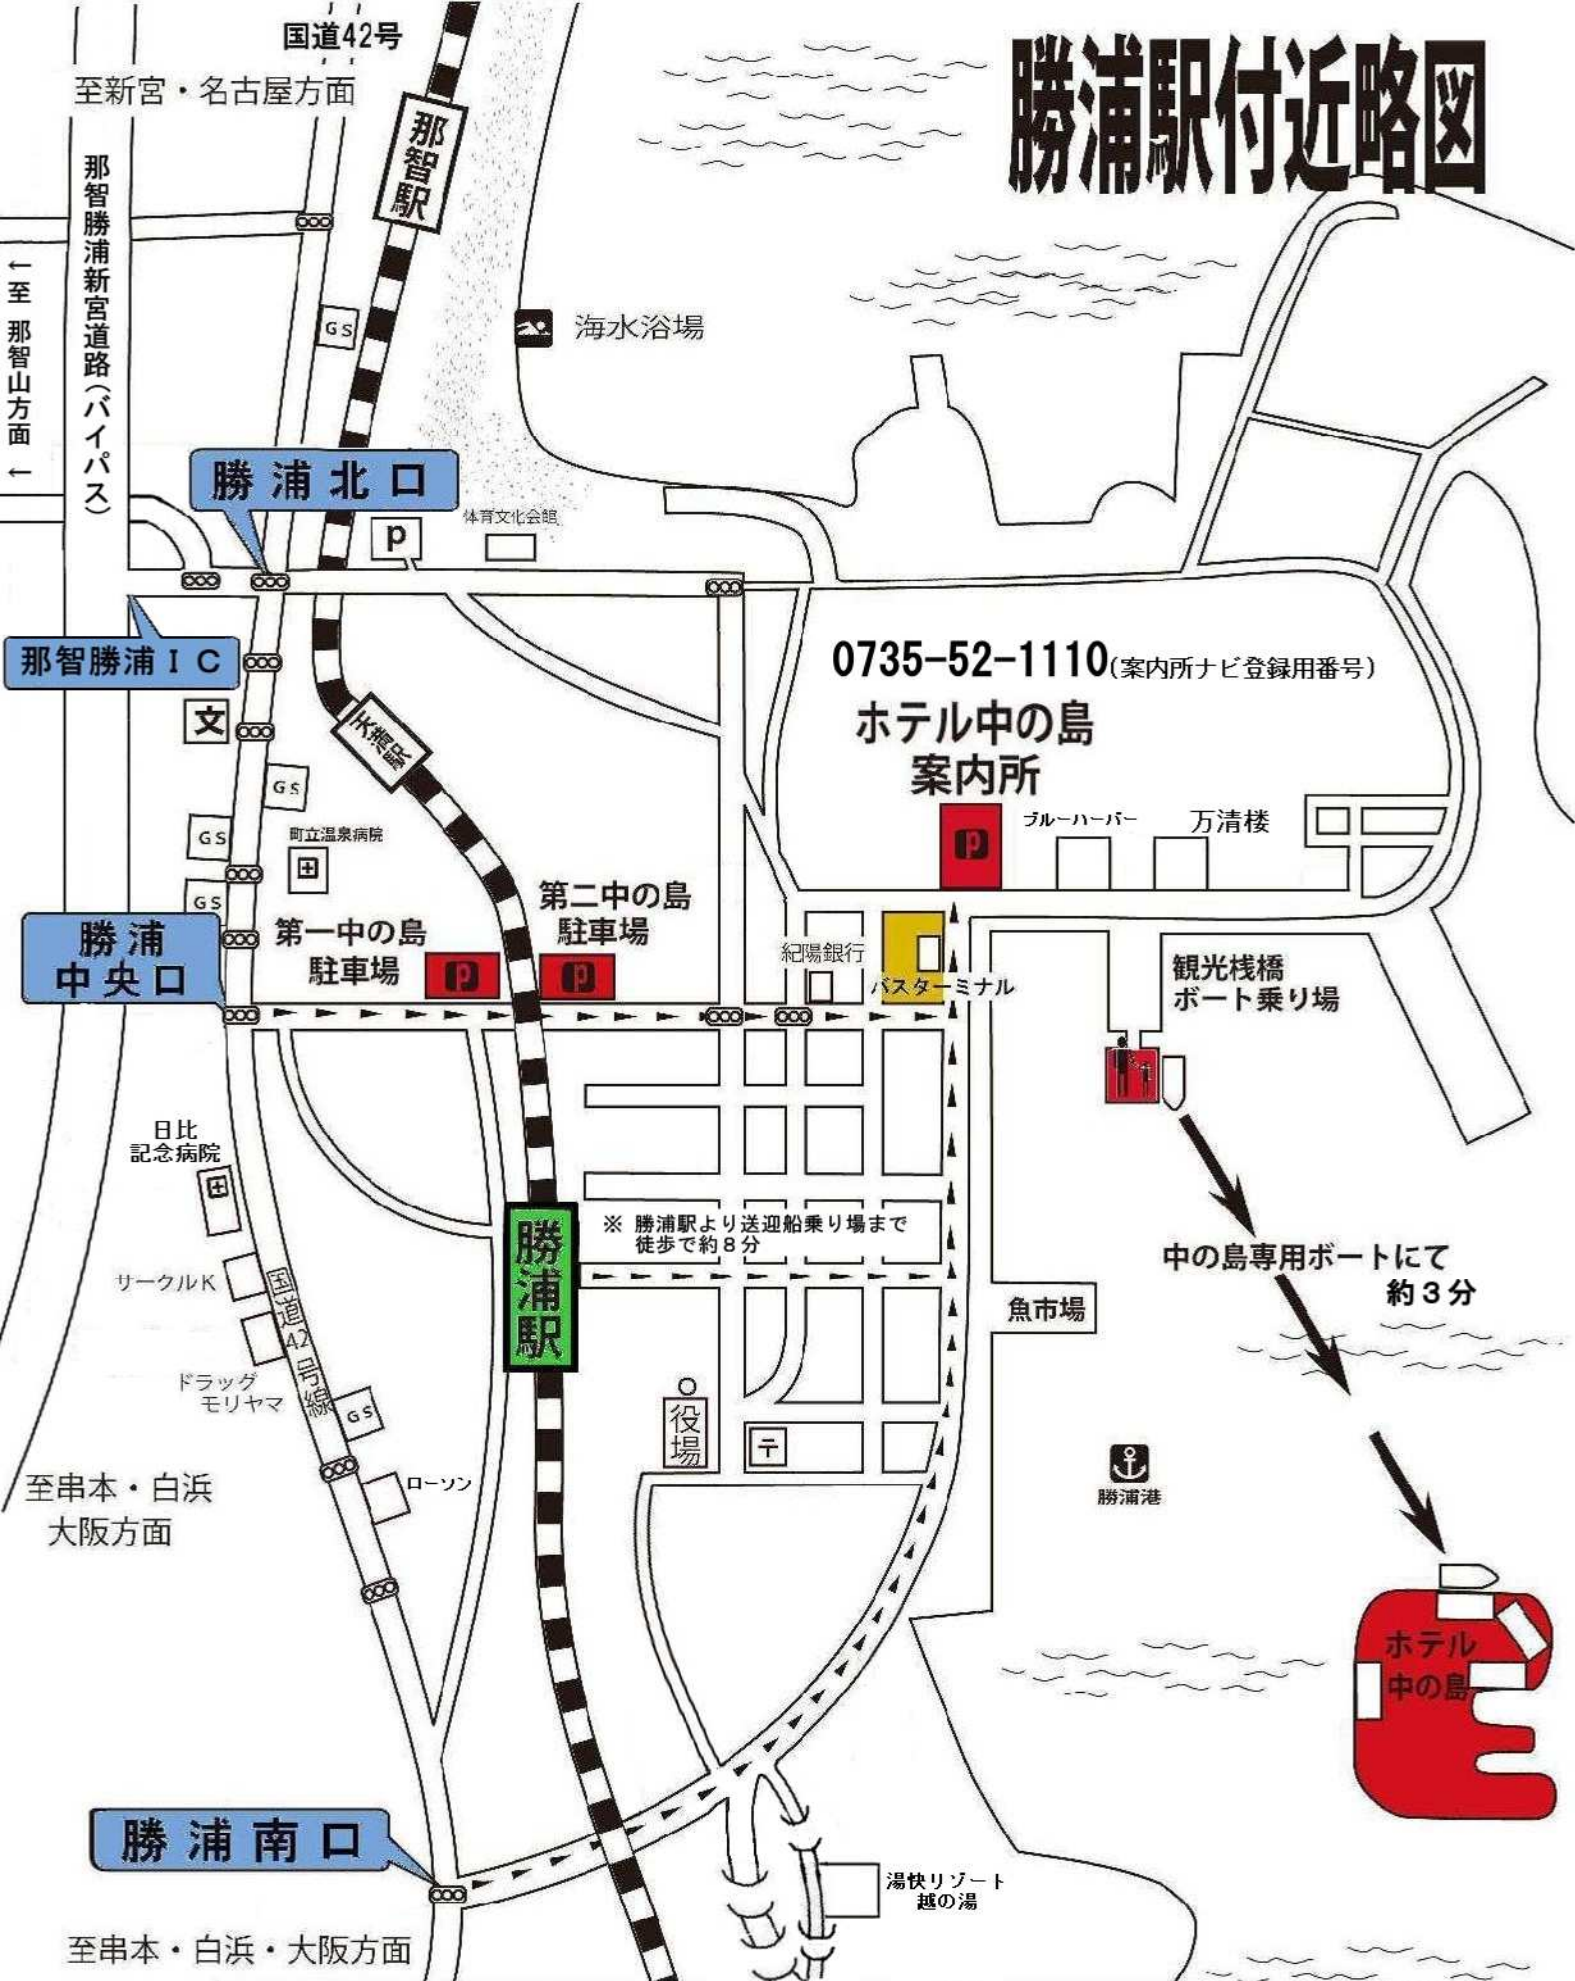 国道42号
勝浦駅付近略図
至新宮・名古屋方面
那智駅
那智勝浦新宮道路(バイパス)
←至 那智山方面 ←
GS
海水浴場
勝浦北口
P
体育文化会館
那智勝浦IC
文
天満駅
0735-52-1110(案内所ナビ登録用番号)
ホテル中の島
案内所
GS
GS
町立温泉病院
P
ブルーハーバー
万清楼
GS
勝浦
中央口
第一中の島
駐車場
P
第二中の島
駐車場
P
紀陽銀行
バスターミナル
観光桟橋
ボート乗り場
日比
記念病院
サークルK
国道42号線
ドラッグ
モリヤマ
GS
ローソン
勝浦駅
※ 勝浦駅より送迎船乗り場まで
徒歩で約8分
中の島専用ボートにて
約3分
魚市場
役場
〒
勝浦港
至串本・白浜
大阪方面
ホテル
中の島
勝浦南口
湯快リゾート
越の湯
至串本・白浜・大阪方面